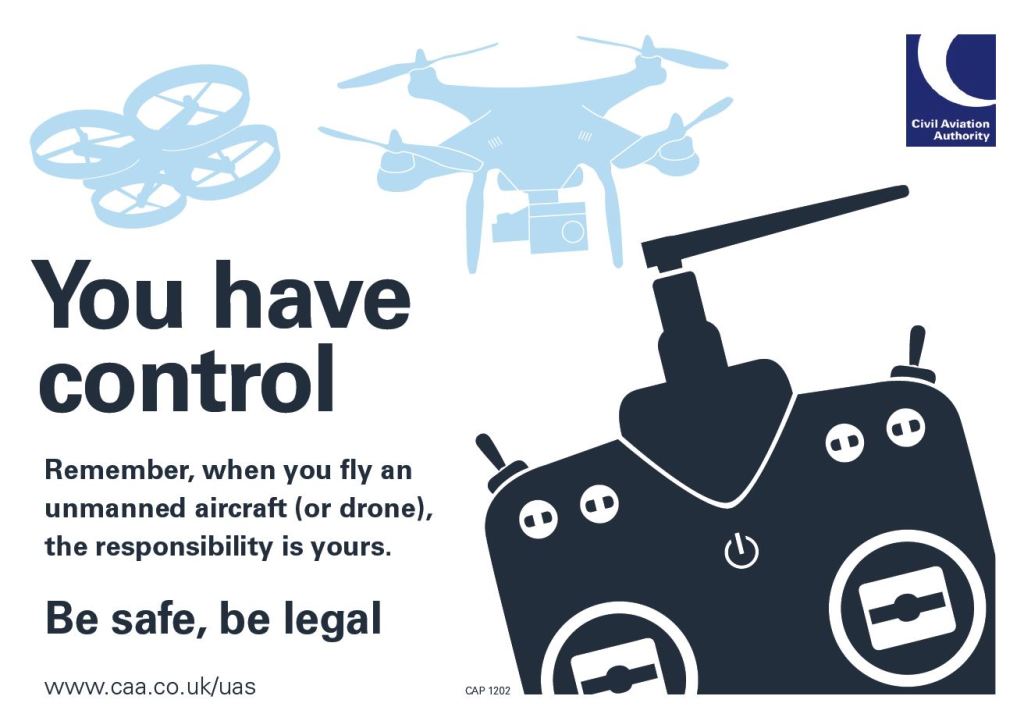 Civil Aviation
Authority
You have
control
Remember, when you fly an
unmanned aircraft (or drone),
the responsibility is yours.
Be safe, be legal
www.caa.co.uk/uas
CAP 1202